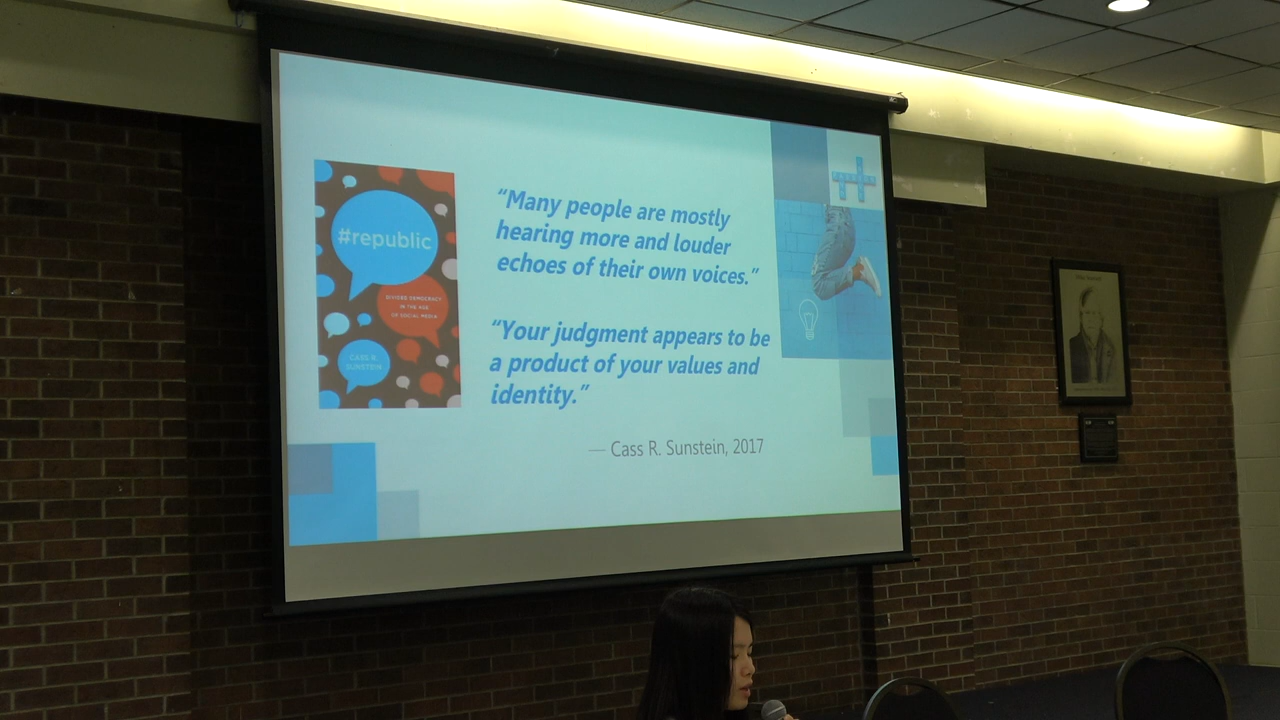 #republic
DIVIDED DEMOCRACY
IN THE AGE
OF SOCIAL MEDIA
CASS R.
SUNSTEIN
“Many people are mostly
hearing more and louder
echoes of their own voices.”
“Your judgment appears to be
a product of your values and
identity.”
— Cass R. Sunstein, 2017